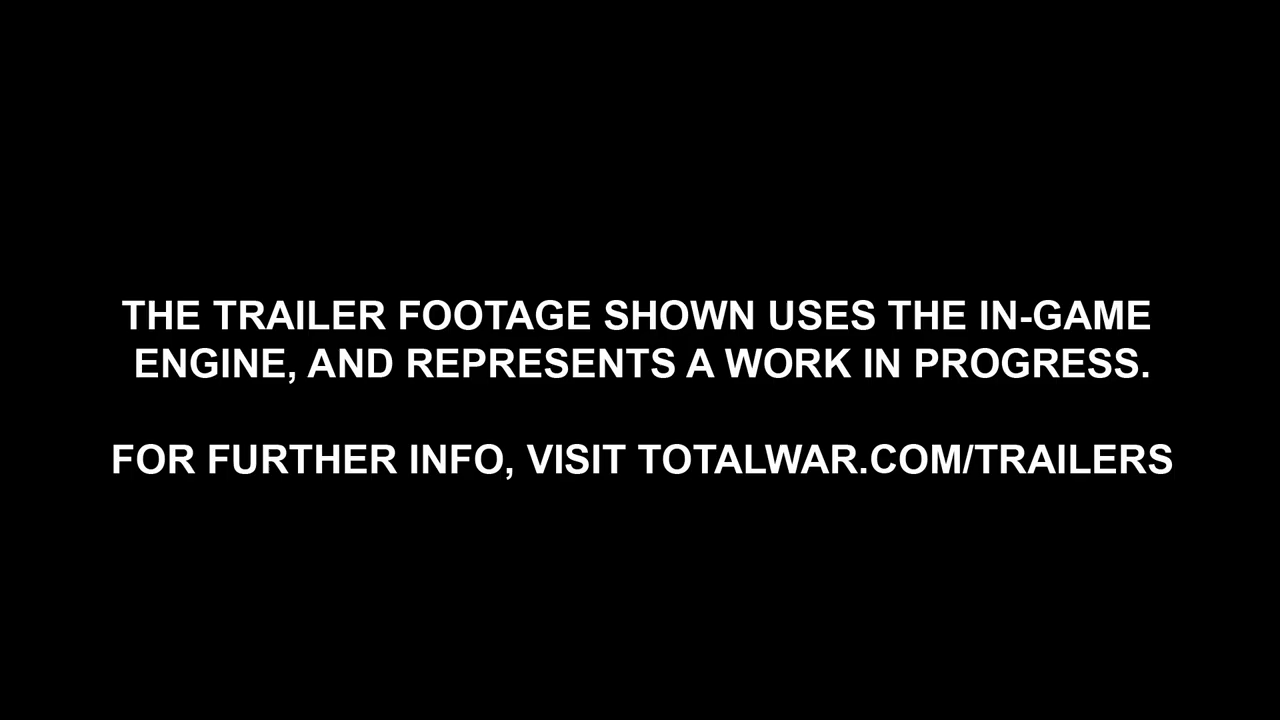 THE TRAILER FOOTAGE SHOWN USES THE IN-GAME
ENGINE, AND REPRESENTS A WORK IN PROGRESS.
FOR FURTHER INFO, VISIT TOTALWAR.COM/TRAILERS